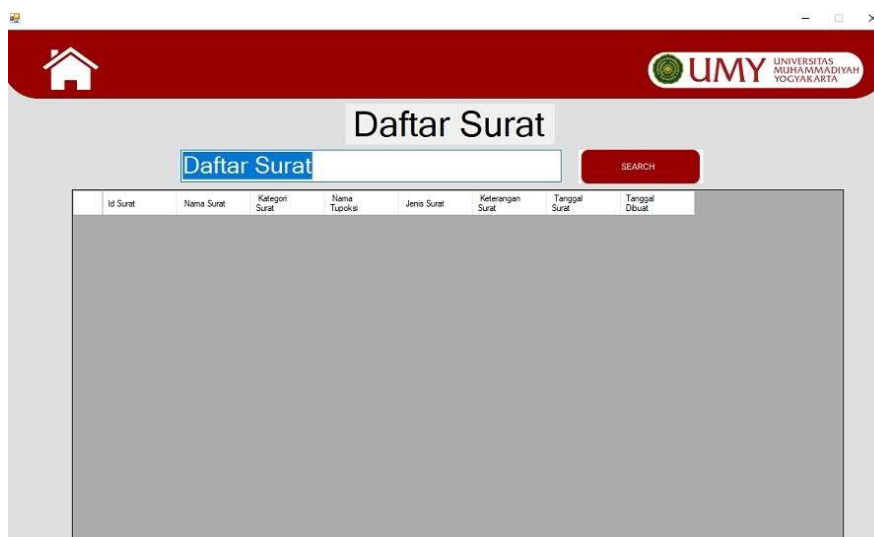 UMY UNIVERSITAS
MUHAMMADIYAH
YOGYAKARTA
Daftar Surat
Daftar Surat
SEARCH
Id Surat
Nama Surat
Kategori
Surat
Nama
Tupoksi
Jenis Surat
Keterangan
Surat
Tanggal
Surat
Tanggal
Dibuat